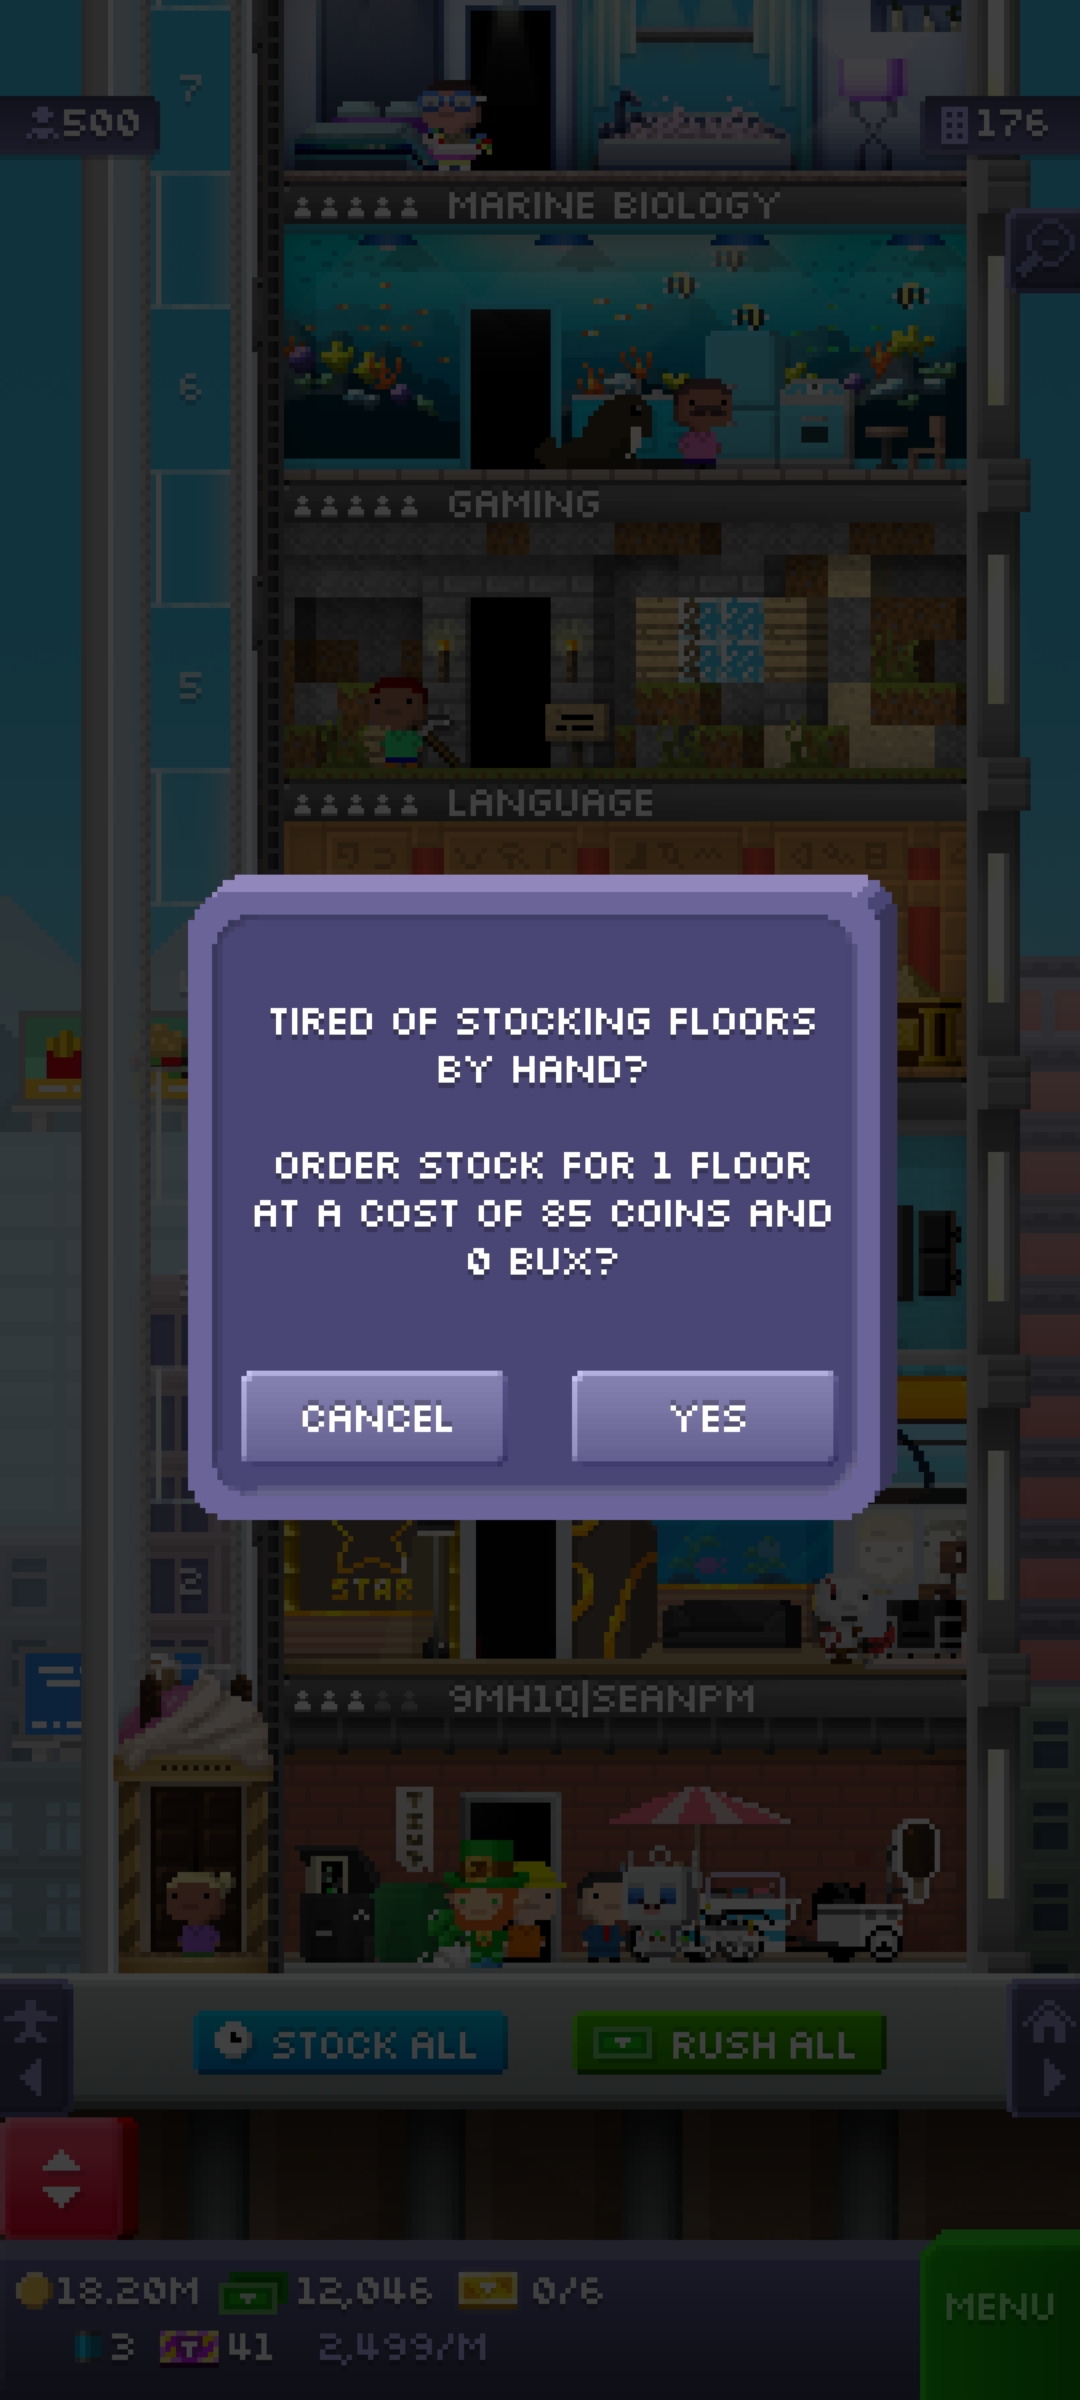 7
500
176
MARINE BIOLOGY
6
GAMING
5
LANGUAGE
TIRED OF STOCKING FLOORS
BY HAND?
ORDER STOCK FOR 1 FLOOR
AT A COST OF 85 COINS AND
0 BUX?
CANCEL
YES
2
STAR
9MH1Q|SEANPM
STOCK ALL
RUSH ALL
18.20M
12,046
0/6
MENU
3
41
2,499/M